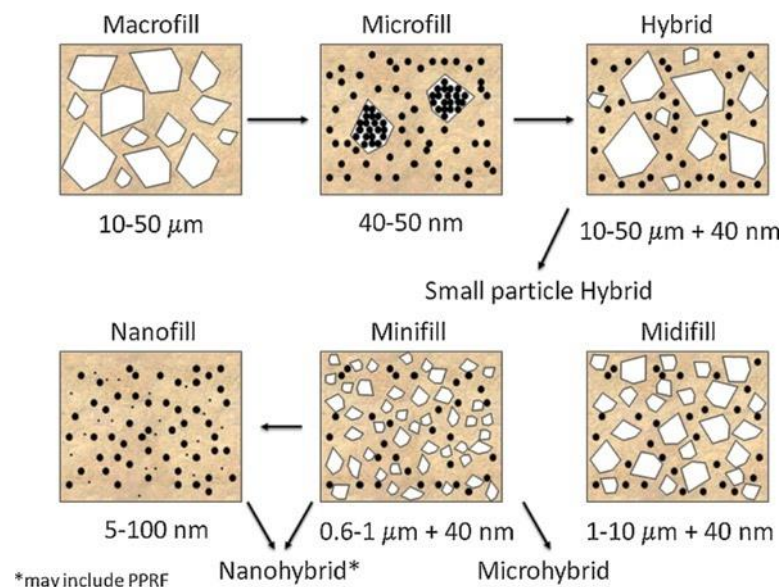 Macrofill
Microfill
Hybrid
10-50 μm
40-50 nm
10-50 μm + 40 nm
Small particle Hybrid
Nanofill
Minifill
Midifill
5-100 nm
0.6-1 μm + 40 nm
1-10 μm + 40 nm
Nanohybrid*
Microhybrid
*may include PPRF